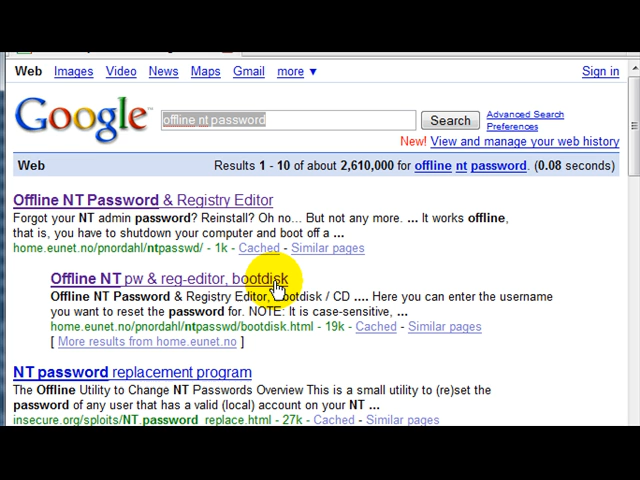 Web Images Video News Maps Gmail more ▼ Sign in
Google™ offline nt password Search Advanced Search
Preferences
New! View and manage your web history
Web Results 1 - 10 of about 2,610,000 for offline nt password. (0.08 seconds)
Offline NT Password & Registry Editor
Forgot your NT admin password? Reinstall? Oh no... But not any more. ... It works offline,
that is, you have to shutdown your computer and boot off a ...
home.eunet.no/pnordahl/ntpasswd/ - 1k - Cached - Similar pages
Offline NT pw & reg-editor, bootdisk
Offline NT Password & Registry Editor, Bootdisk / CD .... Here you can enter the username
you want to reset the password for. NOTE: It is case-sensitive, ...
home.eunet.no/pnordahl/ntpasswd/bootdisk.html - 19k - Cached - Similar pages
[ More results from home.eunet.no ]
NT password replacement program
The Offline Utility to Change NT Passwords Overview This is a small utility to (re)set the
password of any user that has a valid (local) account on your NT ...
insecure.org/sploits/NT.password_replace.html - 27k - Cached - Similar pages